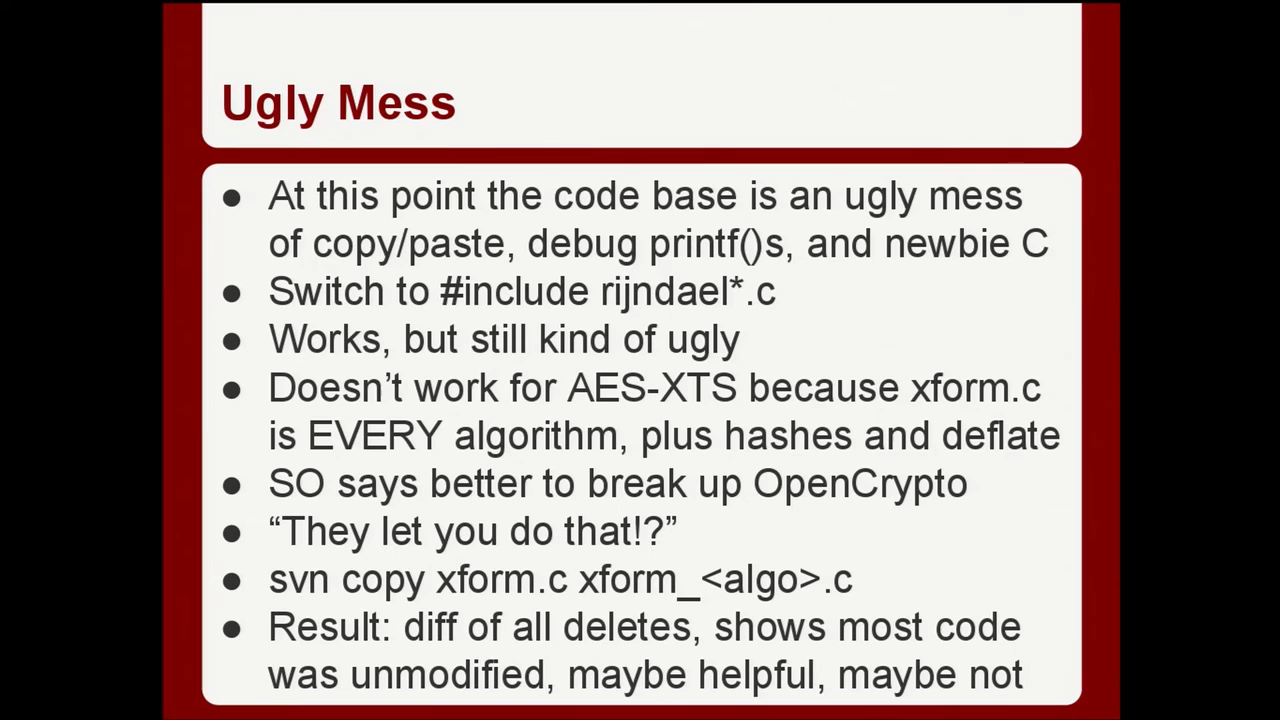 Ugly Mess
● At this point the code base is an ugly mess
of copy/paste, debug printf()s, and newbie C
● Switch to #include rijndael*.c
● Works, but still kind of ugly
● Doesn’t work for AES-XTS because xform.c
is EVERY algorithm, plus hashes and deflate
● SO says better to break up OpenCrypto
● “They let you do that!?”
● svn copy xform.c xform_<algo>.c
● Result: diff of all deletes, shows most code
was unmodified, maybe helpful, maybe not